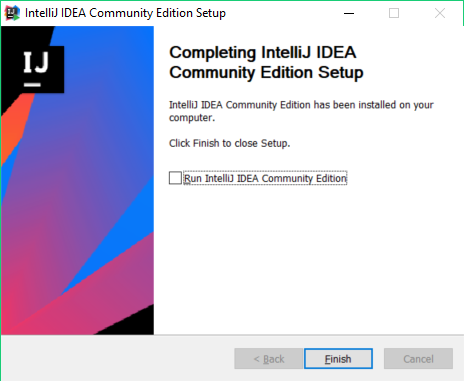 IntelliJ IDEA Community Edition Setup
IJ
Completing IntelliJ IDEA
Community Edition Setup
IntelliJ IDEA Community Edition has been installed on your
computer.
Click Finish to close Setup.
Run IntelliJ IDEA Community Edition
< Back
Finish
Cancel